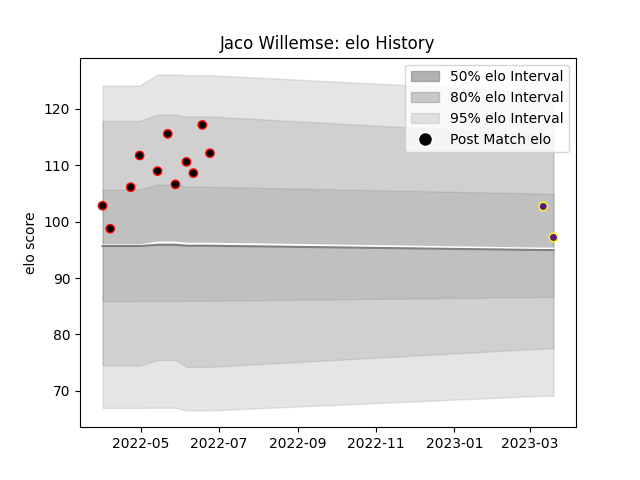 Jaco Willemse: elo History
50% elo Interval
80% elo Interval
95% elo Interval
Post Match elo
elo score
120
110
100
90
80
70
2022-05
2022-07
2022-09
2022-11
2023-01
2023-03